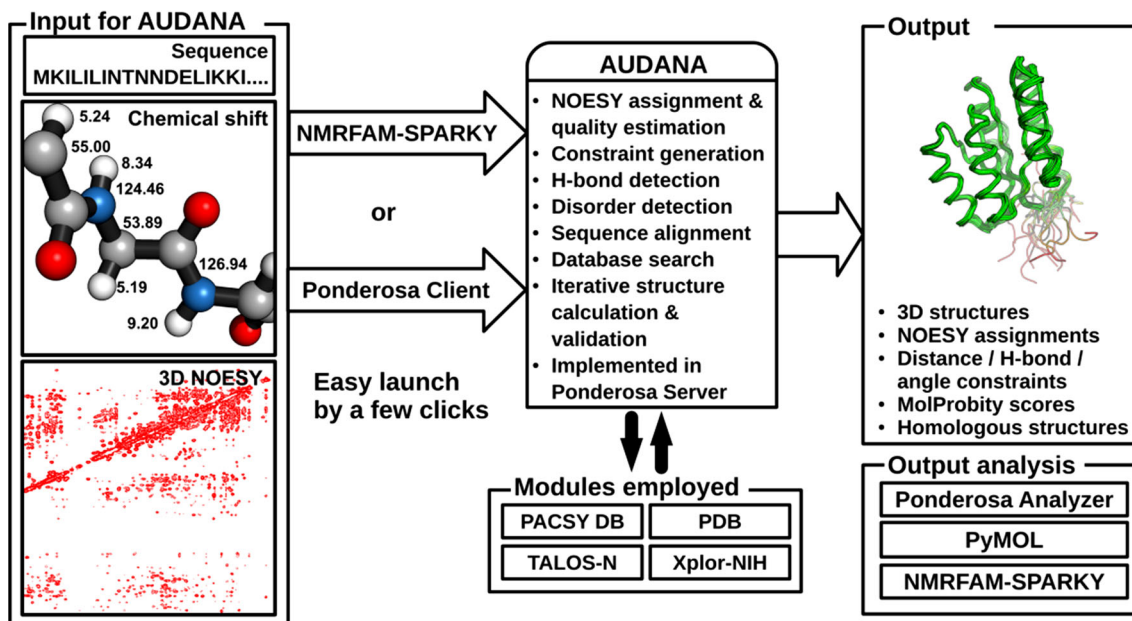 Input for AUDANA
Sequence
MKILILINTNNDELIKKI....
Chemical shift
5.24
55.00
8.34
124.46
53.89
126.94
5.19
9.20
3D NOESY
NMRFAM-SPARKY
or
Ponderosa Client
Easy launch
by a few clicks
AUDANA
• NOESY assignment &
quality estimation
• Constraint generation
• H-bond detection
• Disorder detection
• Sequence alignment
• Database search
• Iterative structure
calculation &
validation
• Implemented in
Ponderosa Server
Modules employed
PACSY DB
PDB
TALOS-N
Xplor-NIH
Output
• 3D structures
• NOESY assignments
• Distance / H-bond /
angle constraints
• MolProbity scores
• Homologous structures
Output analysis
Ponderosa Analyzer
PyMOL
NMRFAM-SPARKY